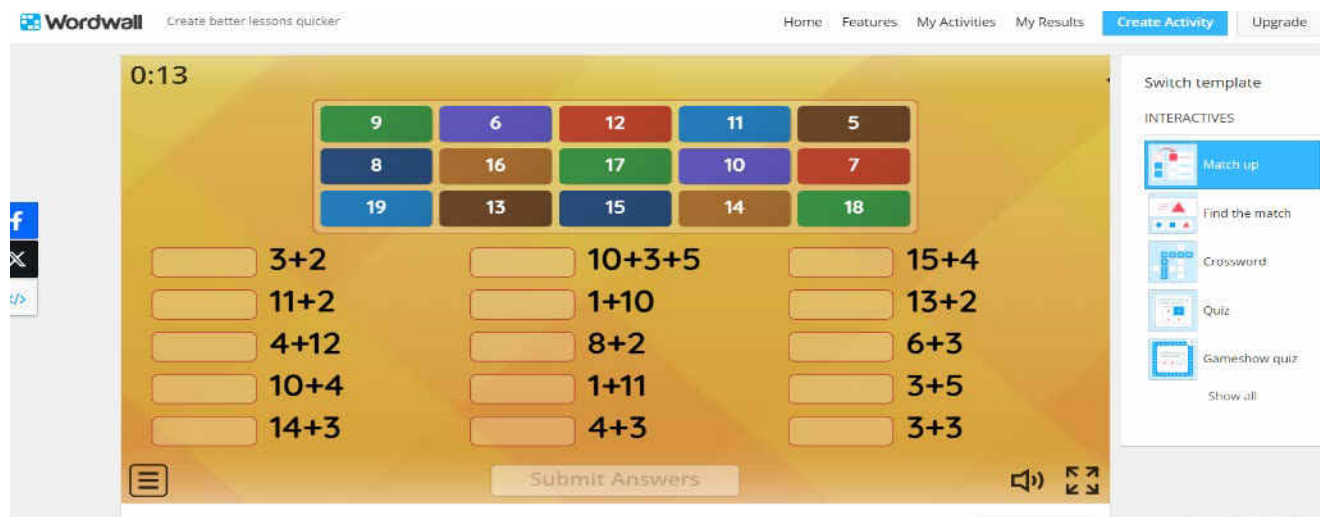 Wordwall Create better lessons quicker Home Features My Activities My Results Create Activity Upgrade
0:13
9 6 12 11 5
8 16 17 10 7
19 13 15 14 18
3+2 10+3+5 15+4
11+2 1+10 13+2
4+12 8+2 6+3
10+4 1+11 3+5
14+3 4+3 3+3
Submit Answers
Switch template
INTERACTIVES
Match up
Find the match
Crossword
Quiz
Gameshow quiz
Show all